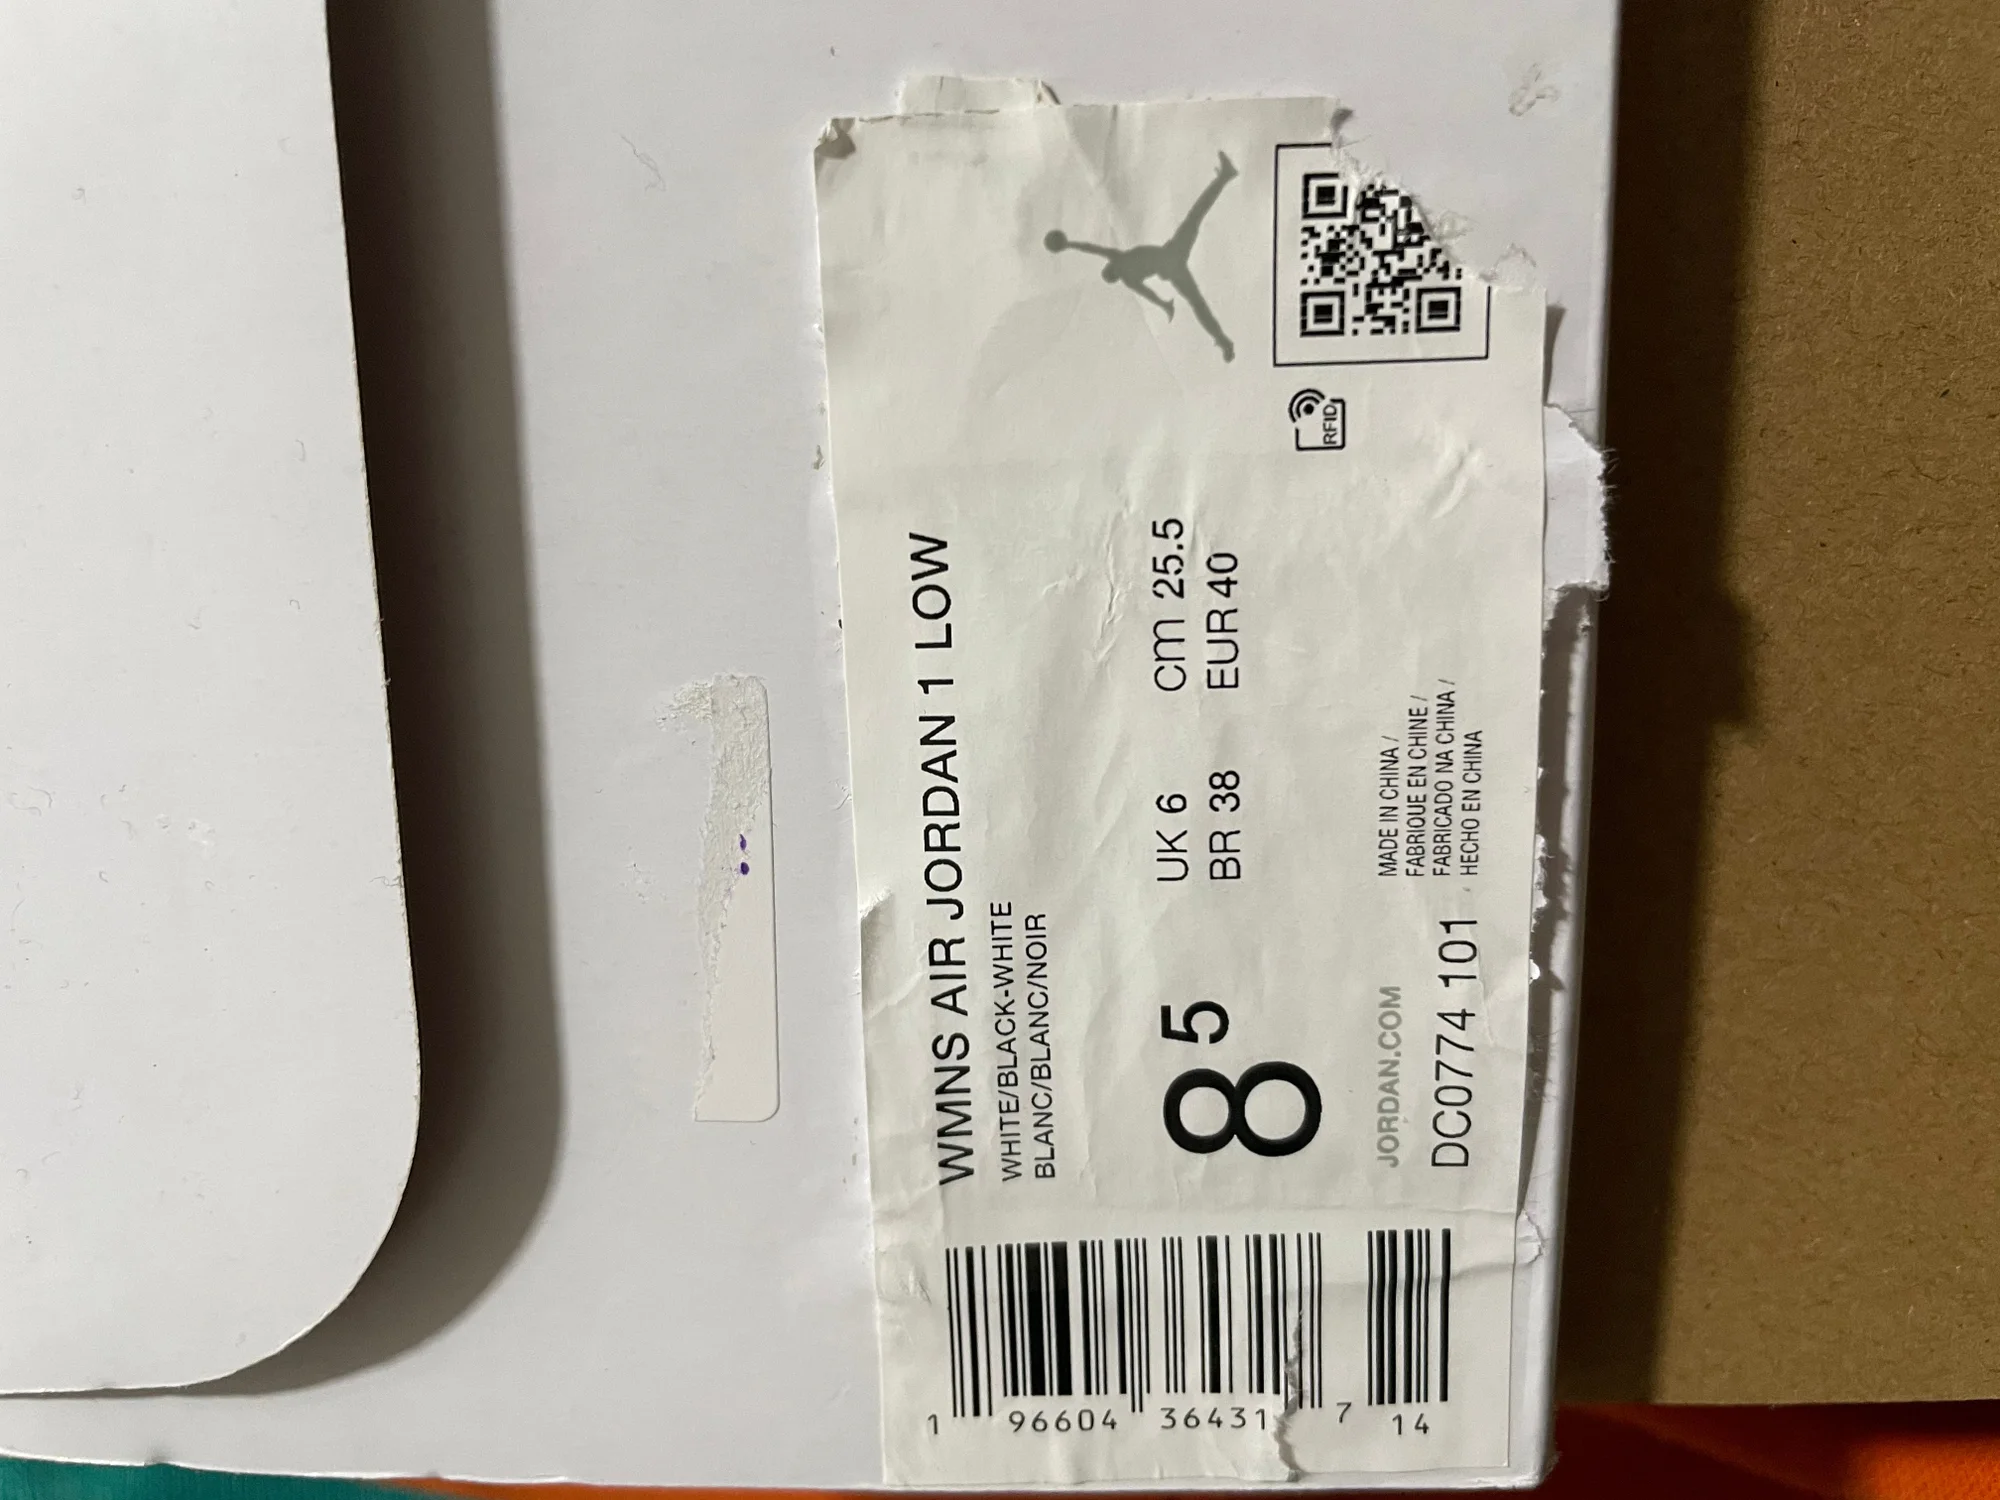 WMNS AIR JORDAN 1 LOW
WHITE/BLACK-WHITE
BLANC/BLANC/NOIR
8 5
UK 6 cm 25.5
BR 38 EUR 40
RFID
JORDAN.COM
DC0774 101
MADE IN CHINA /
FABRIQUE EN CHINE /
FABRICADO NA CHINA /
HECHO EN CHINA
1 96604 36431 7 14